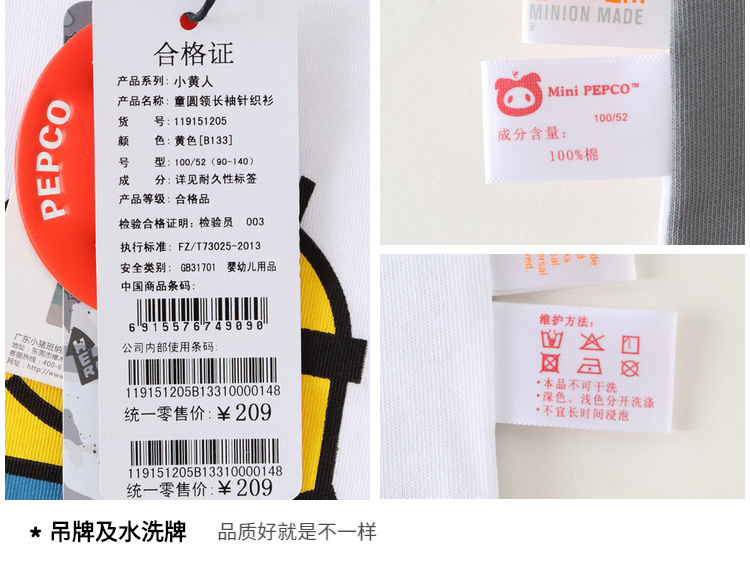 合格证
产品系列: 小黄人
产品名称: 童圆领长袖针织衫
货 号: 119151205
颜 色: 黄色[B133]
号 型: 100/52 (90-140)
成 分: 详见耐久性标签
产品等级: 合格品
检验合格证明: 检验员 003
执行标准: FZ/T73025-2013
安全类别: GB31701 婴幼儿用品
中国商品条码:
6915576749090
公司内部使用条码:
119151205B13310000148
统一零售价: ¥209
119151205B13310000148
统一零售价: ¥209
PEPCO
MINION MADE
Mini PEPCO™
100/52
成分含量:
100%棉
维护方法:
•本品不可干洗
•深色、浅色分开洗涤
•不宜长时间浸泡
* 吊牌及水洗牌
品质好就是不一样